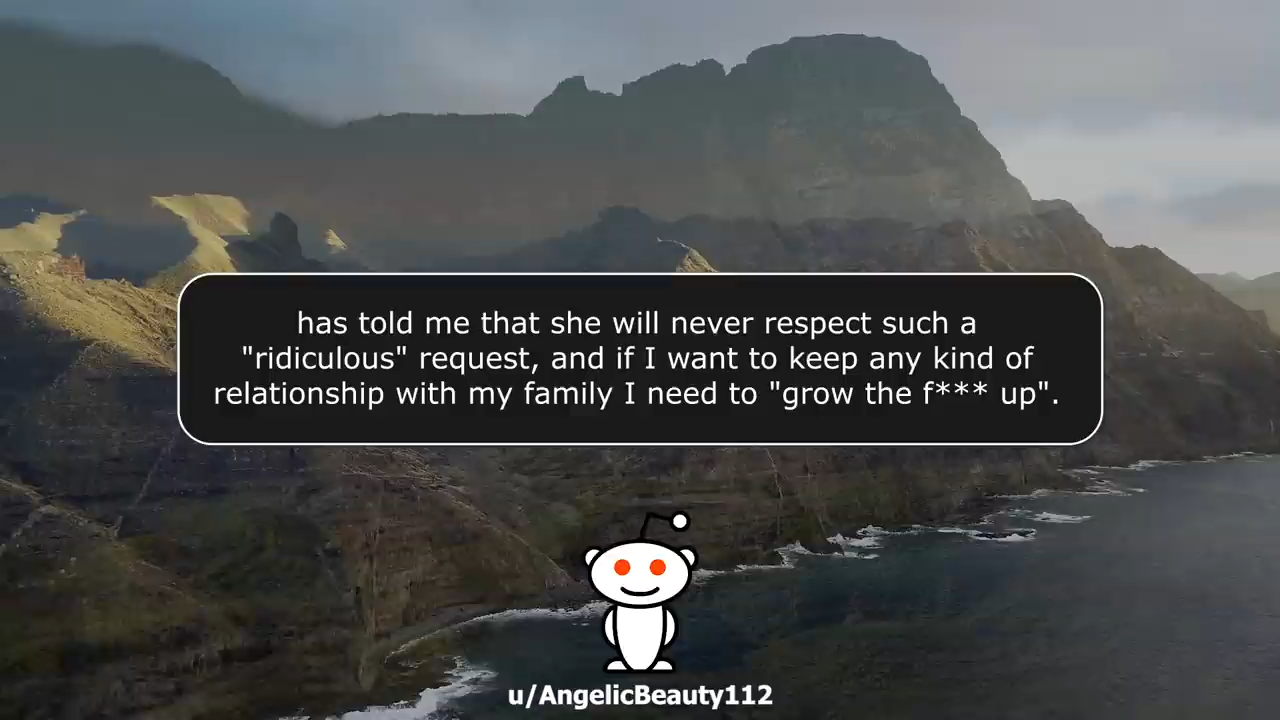 has told me that she will never respect such a
"ridiculous" request, and if I want to keep any kind of
relationship with my family I need to "grow the f*** up".
u/AngelicBeauty112